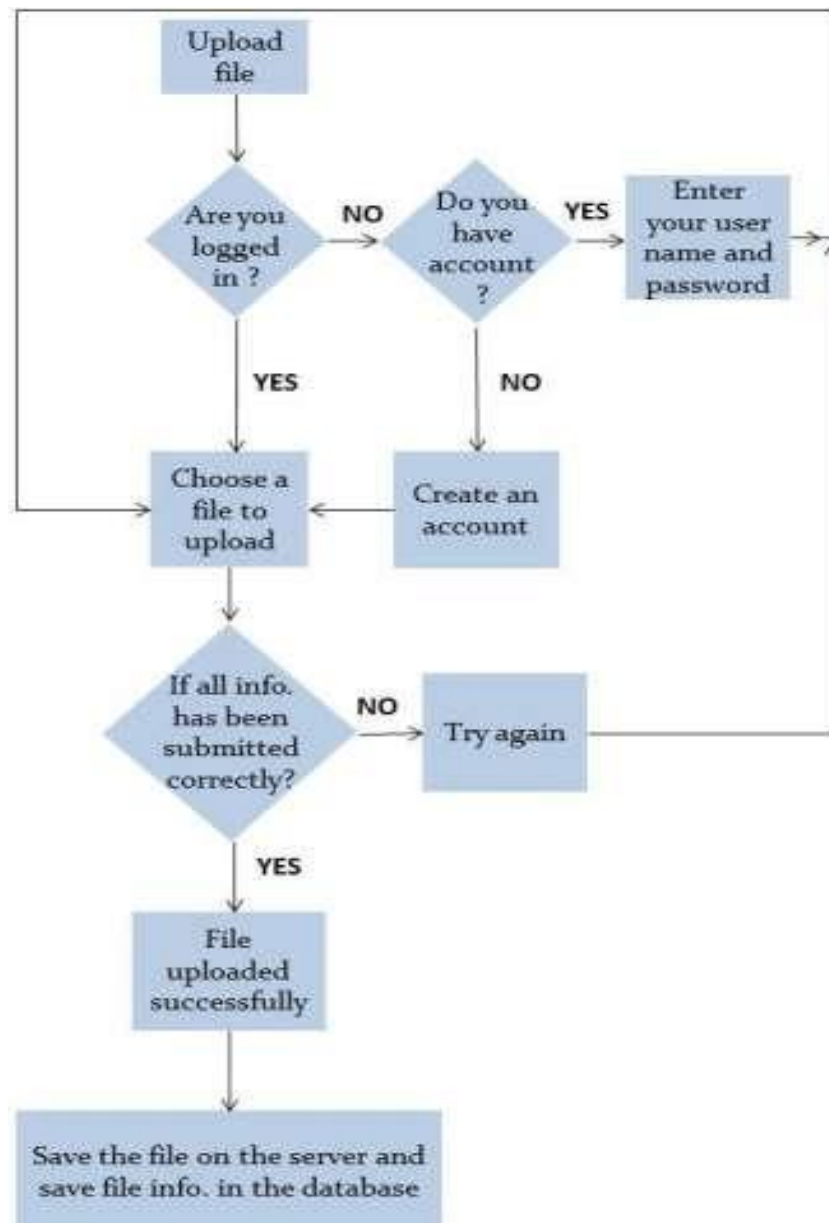 Upload
file
Are you
logged
in ?
NO
Do you
have
account
?
YES
Enter
your user
name and
password
YES
NO
Choose a
file to
upload
Create an
account
If all info.
has been
submitted
correctly?
NO
Try again
YES
File
uploaded
successfully
Save the file on the server and
save file info. in the database